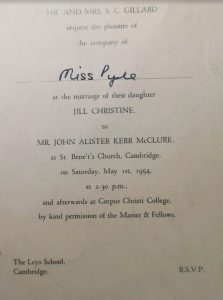 MR. AND MRS. S. C. GILLARD
request the pleasure of
the company of
Miss Pyle
at the marriage of their daughter
JILL CHRISTINE,
to
MR. JOHN ALISTER KERR McCLURE,
at St. Bene't's Church, Cambridge,
on Saturday, May 1st, 1954,
at 2-30 p.m.,
and afterwards at Corpus Christi College,
by kind permission of the Master & Fellows.
The Leys School,
Cambridge.
R.S.V.P.